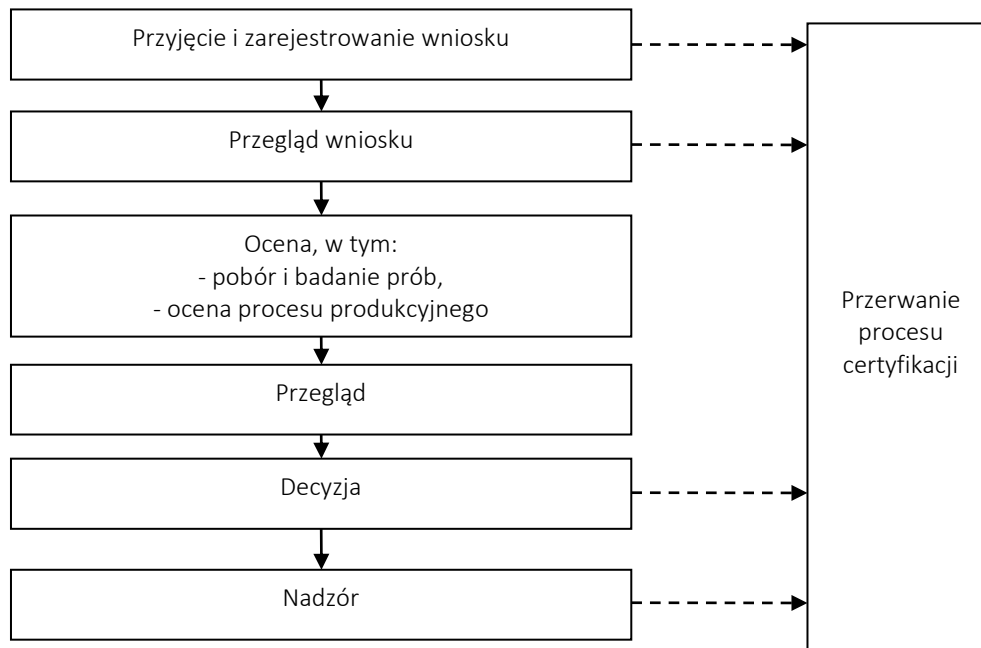 Przyjęcie i zarejestrowanie wniosku
Przegląd wniosku
Ocena, w tym:
- pobór i badanie prób,
- ocena procesu produkcyjnego
Przegląd
Decyzja
Nadzór
Przerwanie
procesu
certyfikacji